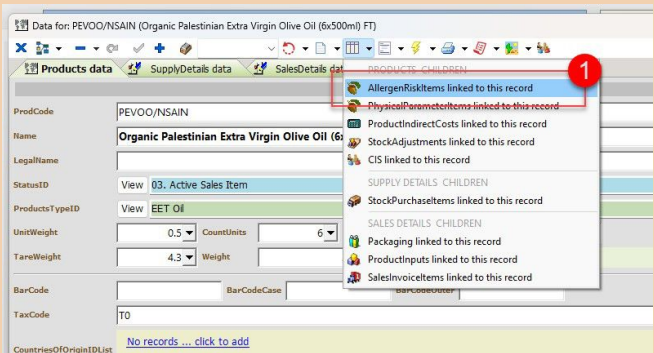 Data for: PEVOO/NSAIN (Organic Palestinian Extra Virgin Olive Oil (6x500ml) FT)
Products data SupplyDetails data SalesDetails dat
PRODUCTS CHILDREN
1
AllergenRiskItems linked to this record
PhysicalParameterItems linked to this record
ProductIndirectCosts linked to this record
StockAdjustments linked to this record
CIS linked to this record
SUPPLY DETAILS CHILDREN
StockPurchaseItems linked to this record
SALES DETAILS CHILDREN
Packaging linked to this record
ProductInputs linked to this record
SalesInvoiceItems linked to this record
ProdCode PEVOO/NSAIN
Name Organic Palestinian Extra Virgin Olive Oil (6
LegalName
StatusID View 03. Active Sales Item
ProductsTypeID View EET Oil
UnitWeight 0.5 CountUnits 6
TareWeight 4.3 Weight
BarCode BarCodeCase BarCodeOuter
TaxCode T0
CountriesOfOriginIDList No records ... click to add